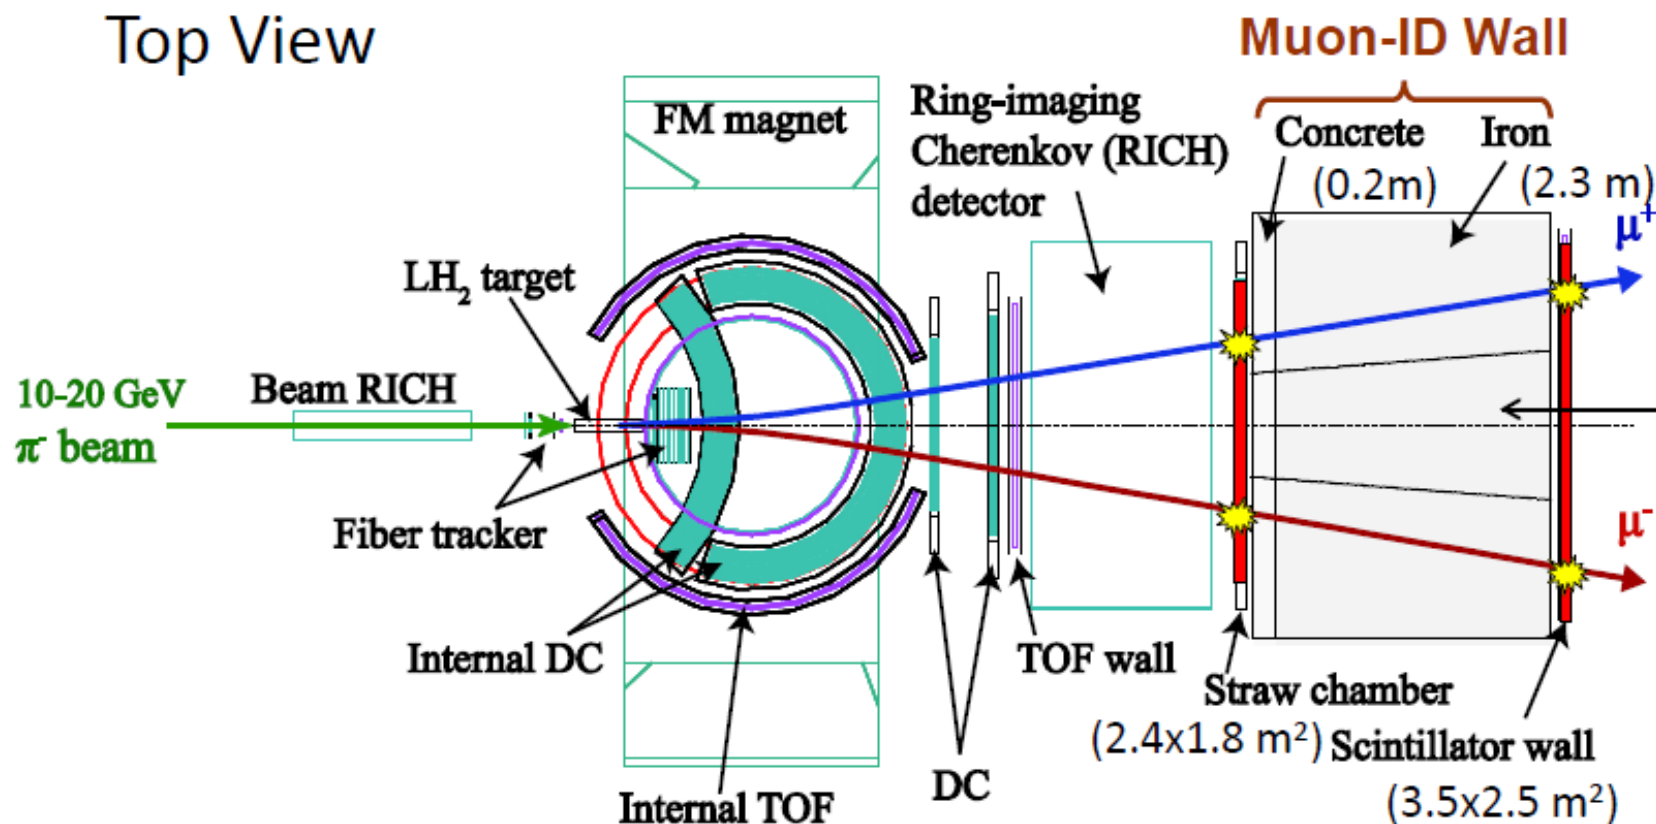 Top View
Muon-ID Wall
FM magnet
Ring-imaging
Cherenkov (RICH)
detector
Concrete
(0.2m)
Iron
(2.3 m)
μ⁺
LH₂ target
Beam RICH
10-20 GeV
π⁻ beam
Fiber tracker
μ⁻
Internal DC
TOF wall
Straw chamber
(2.4x1.8 m²)
Scintillator wall
(3.5x2.5 m²)
DC
Internal TOF